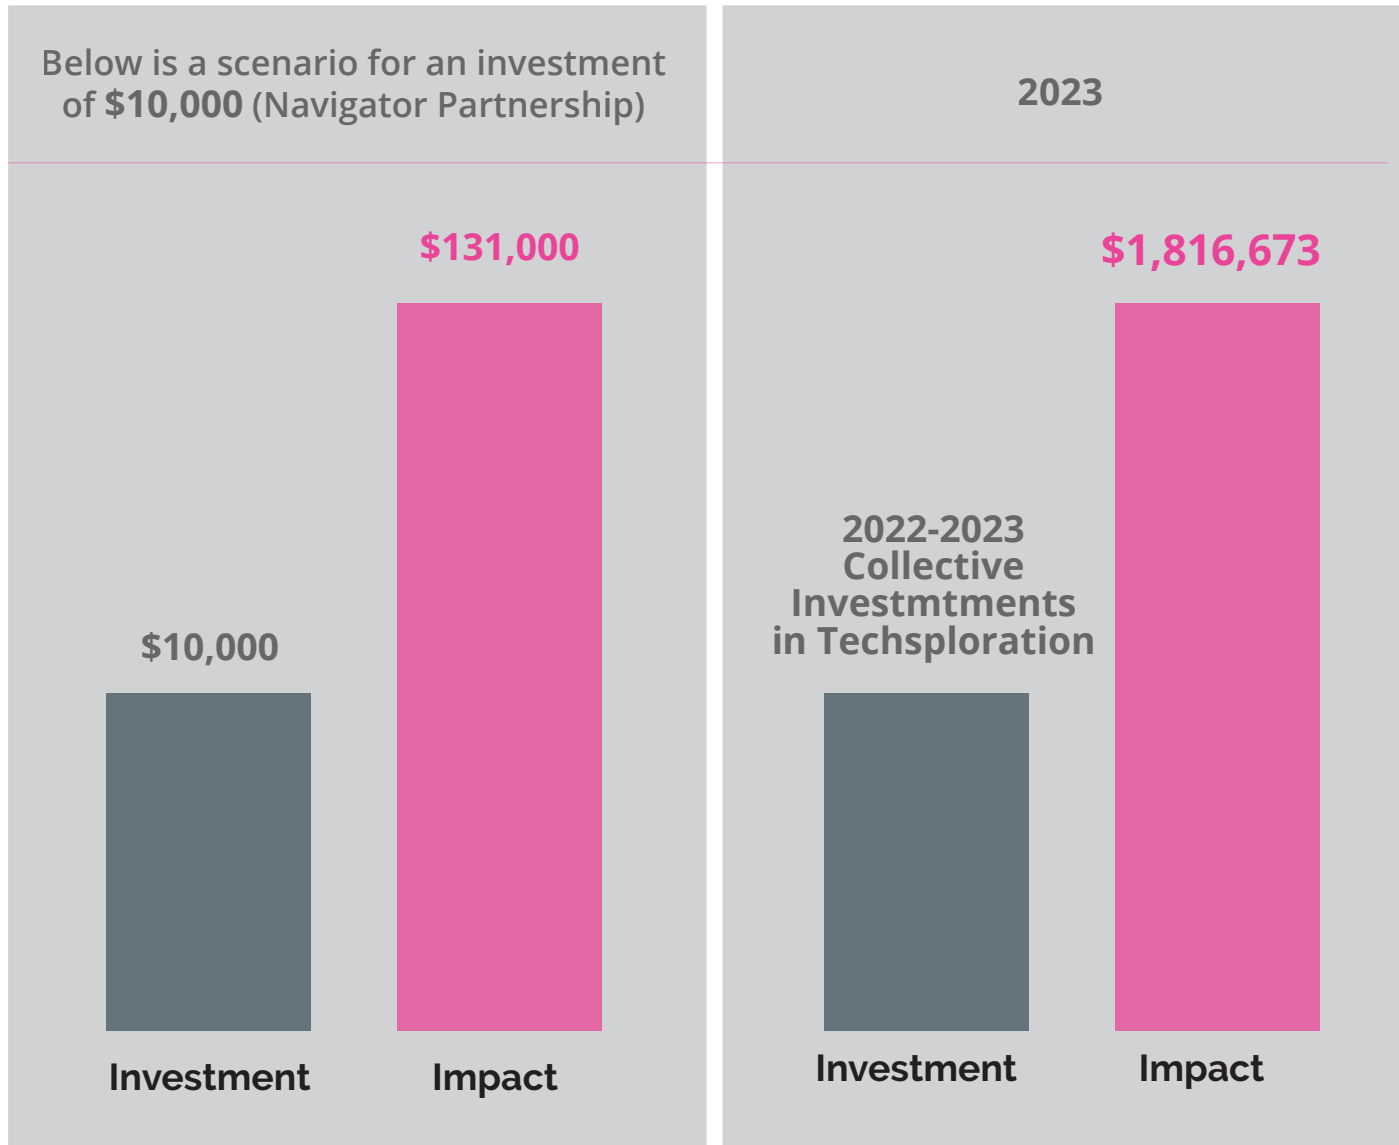 Below is a scenario for an investment
of $10,000 (Navigator Partnership)
$131,000
$10,000
Investment
Impact
2023
$1,816,673
2022-2023
Collective
Investmtments
in Techsploration
Investment
Impact